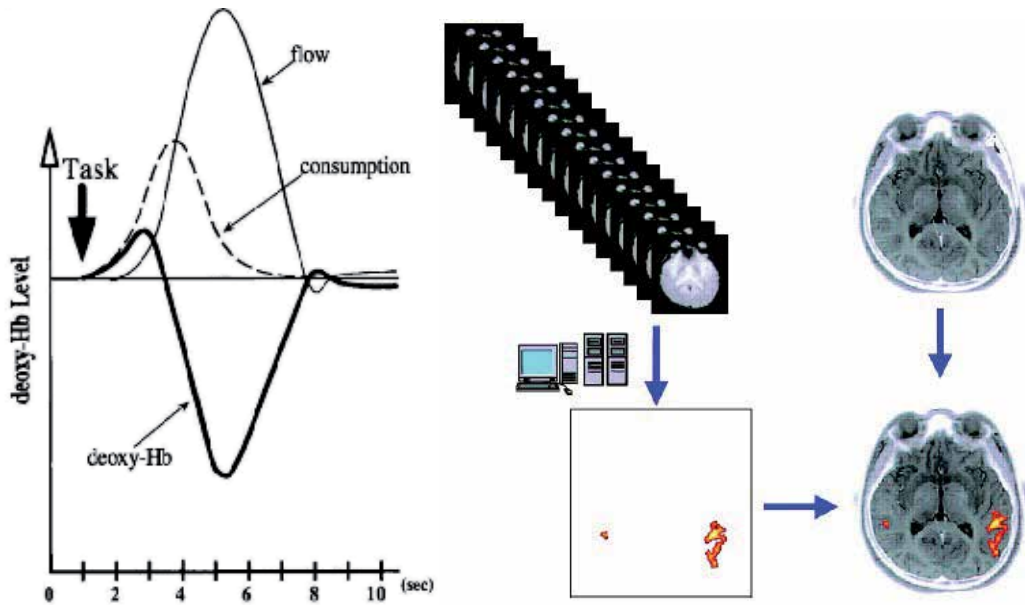 flow
Task
consumption
deoxy-Hb Level
deoxy-Hb
0 2 4 6 8 10 (sec)